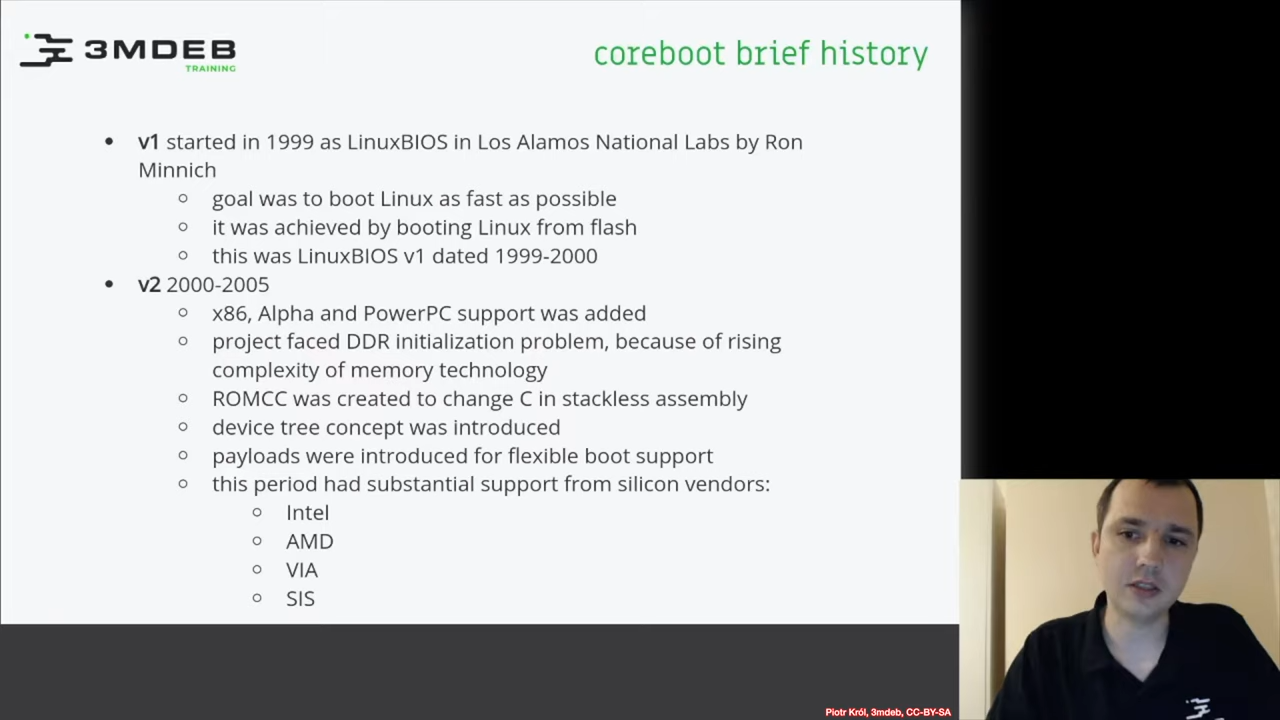 3MDEB
TRAINING
coreboot brief history
• v1 started in 1999 as LinuxBIOS in Los Alamos National Labs by Ron
Minnich
○ goal was to boot Linux as fast as possible
○ it was achieved by booting Linux from flash
○ this was LinuxBIOS v1 dated 1999-2000
• v2 2000-2005
○ x86, Alpha and PowerPC support was added
○ project faced DDR initialization problem, because of rising
complexity of memory technology
○ ROMCC was created to change C in stackless assembly
○ device tree concept was introduced
○ payloads were introduced for flexible boot support
○ this period had substantial support from silicon vendors:
○ Intel
○ AMD
○ VIA
○ SIS
Piotr Król, 3mdeb, CC-BY-SA